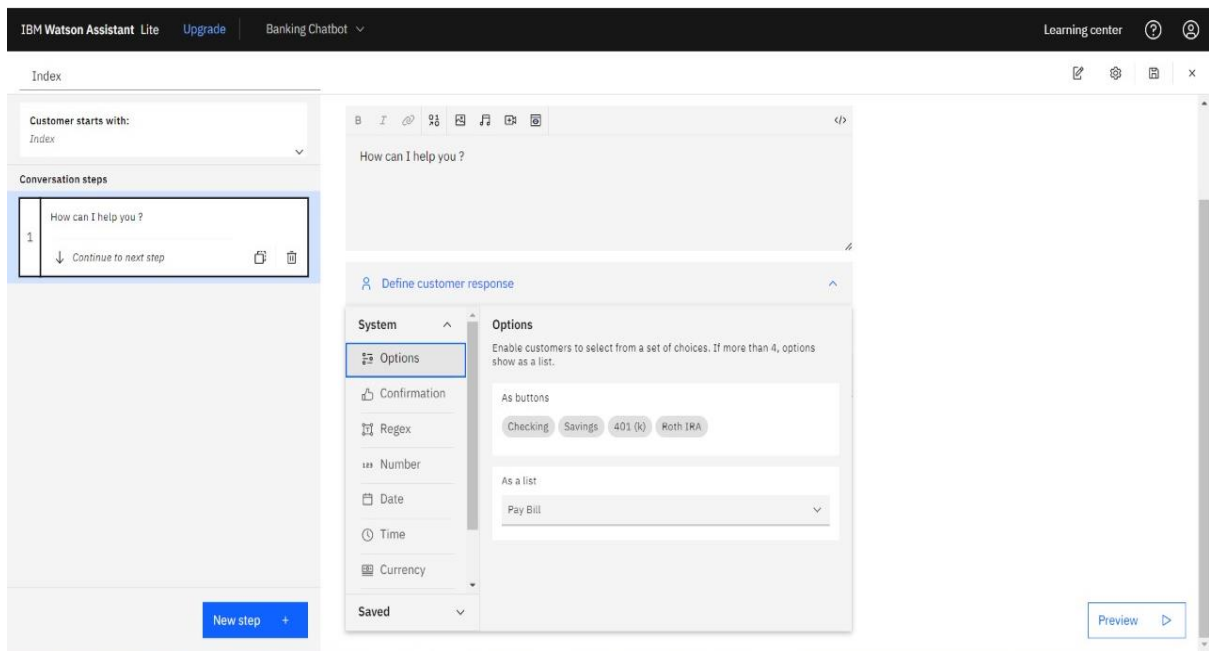 IBM Watson Assistant Lite Upgrade Banking Chatbot Learning center
Index
Customer starts with:
Index
Conversation steps
1 How can I help you ?
Continue to next step
New step +
B I </>
How can I help you ?
Define customer response
System
Options
Confirmation
Regex
123 Number
Date
Time
Currency
Saved
Options
Enable customers to select from a set of choices. If more than 4, options
show as a list.
As buttons
Checking Savings 401 (k) Roth IRA
As a list
Pay Bill
Preview